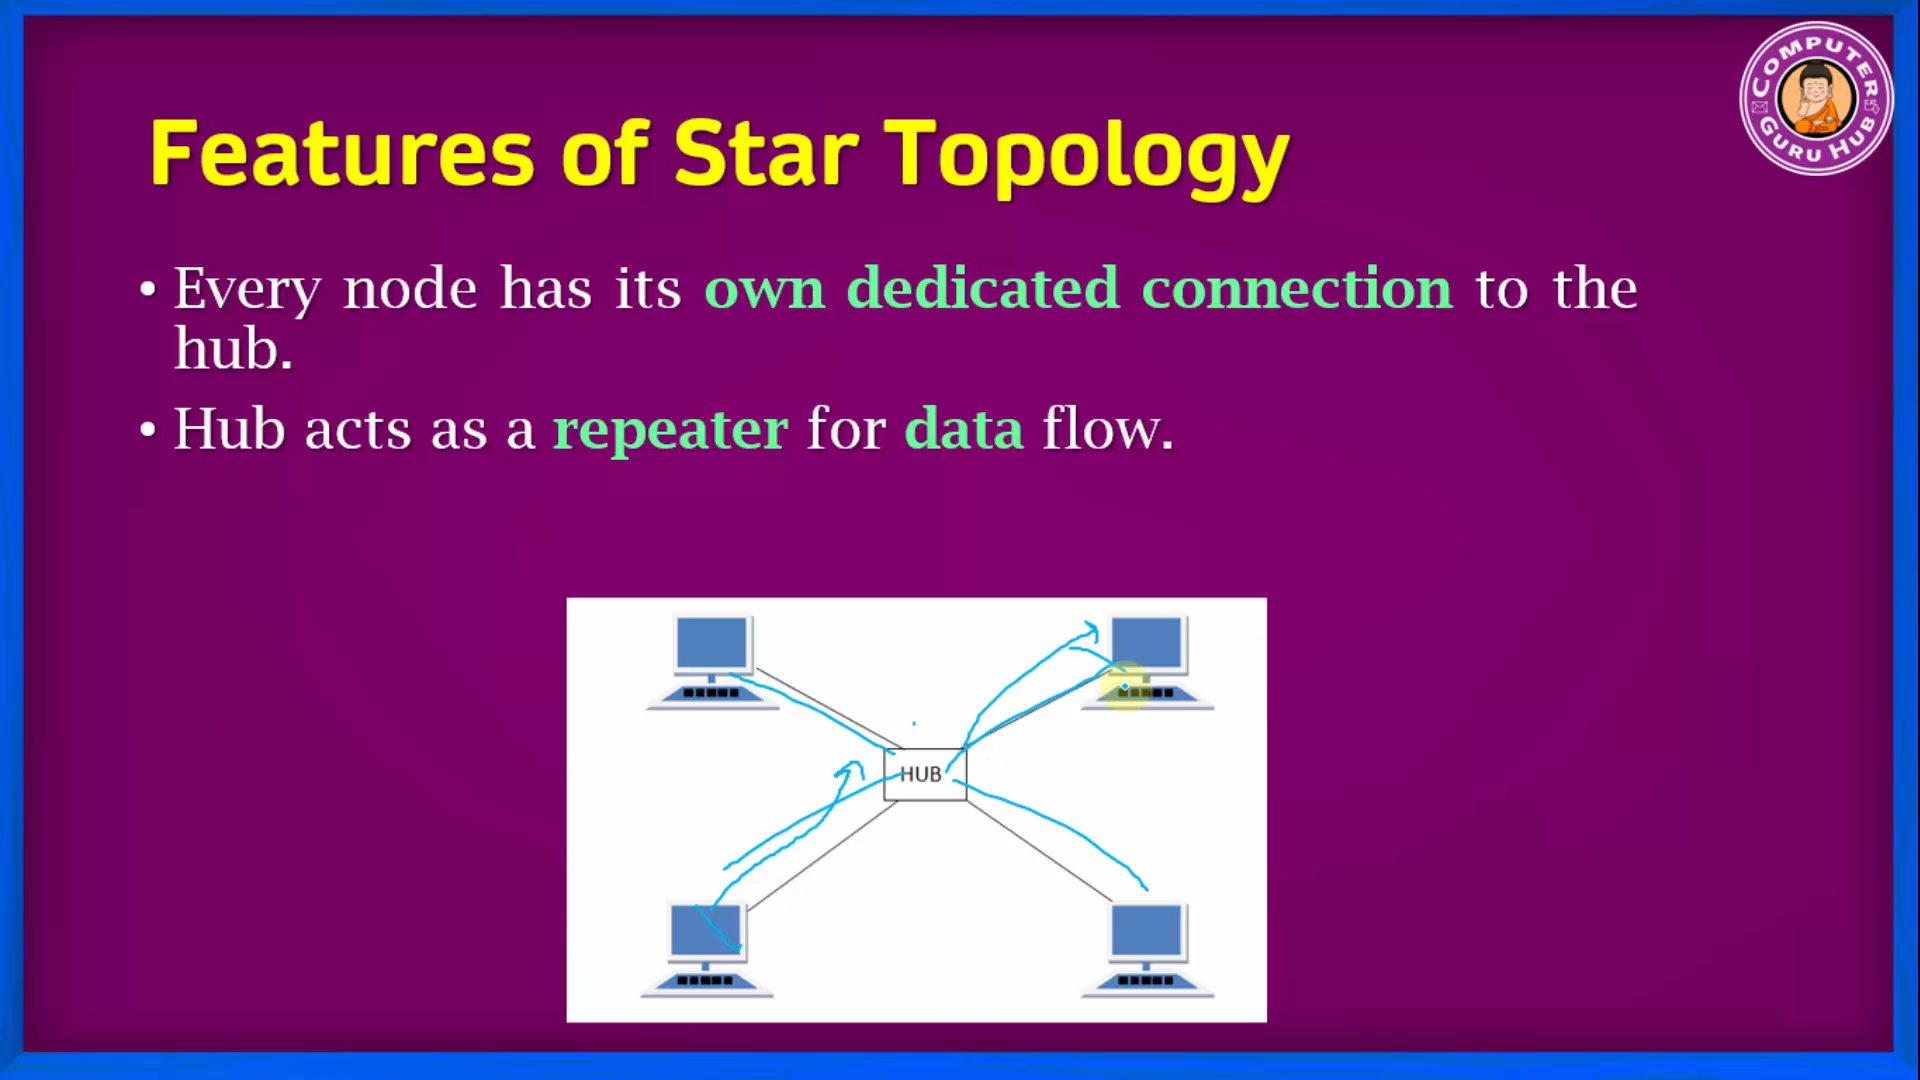 COMPUTER
GURU HUB
Features of Star Topology
• Every node has its own dedicated connection to the
hub.
• Hub acts as a repeater for data flow.
HUB